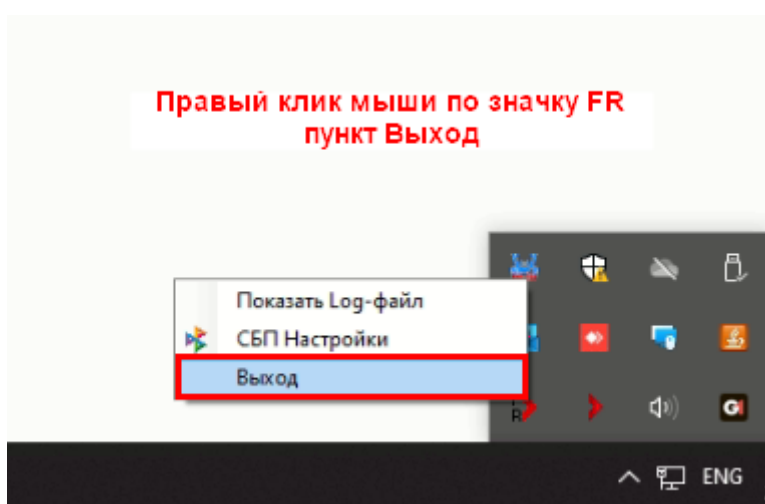 Правый клик мыши по значку FR
пункт Выход
Показать Log-файл
СБП Настройки
Выход
ENG